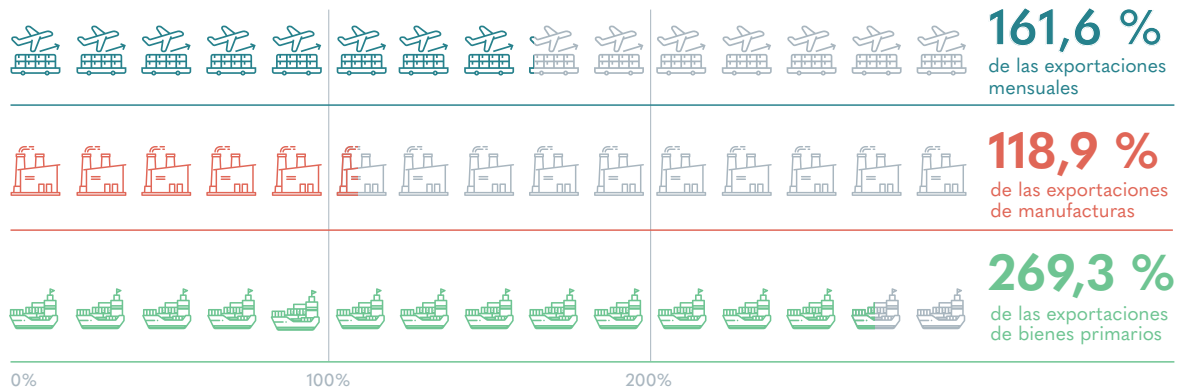 161,6 %
de las exportaciones
mensuales
118,9 %
de las exportaciones
de manufacturas
269,3 %
de las exportaciones
de bienes primarios
0%
100%
200%